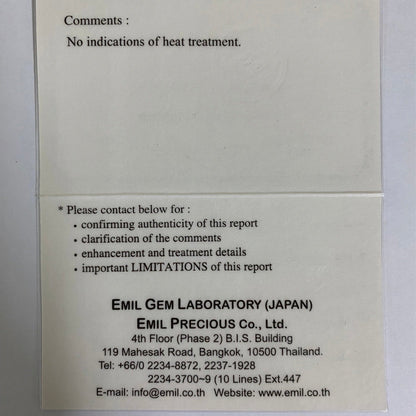 Comments :
No indications of heat treatment.
* Please contact below for :
• confirming authenticity of this report
• clarification of the comments
• enhancement and treatment details
• important LIMITATIONS of this report
EMIL GEM LABORATORY (JAPAN)
EMIL PRECIOUS Co., Ltd.
4th Floor (Phase 2) B.I.S. Building
119 Mahesak Road, Bangkok, 10500 Thailand.
Tel: +66/0 2234-8872, 2237-1928
2234-3700~9 (10 Lines) Ext.447
E-mail: info@emil.co.th Website: www.emil.co.th